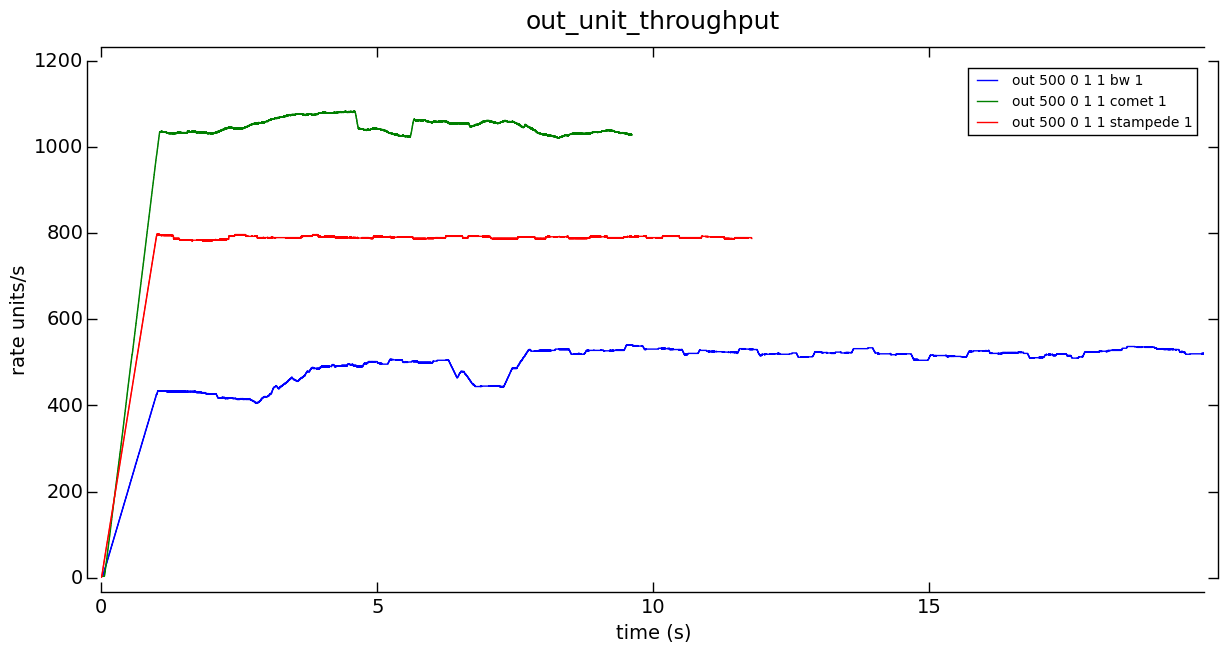 out_unit_throughput
1200
1000
800
600
400
200
0
rate units/s
out 500 0 1 1 bw 1
out 500 0 1 1 comet 1
out 500 0 1 1 stampede 1
0 5 10 15
time (s)